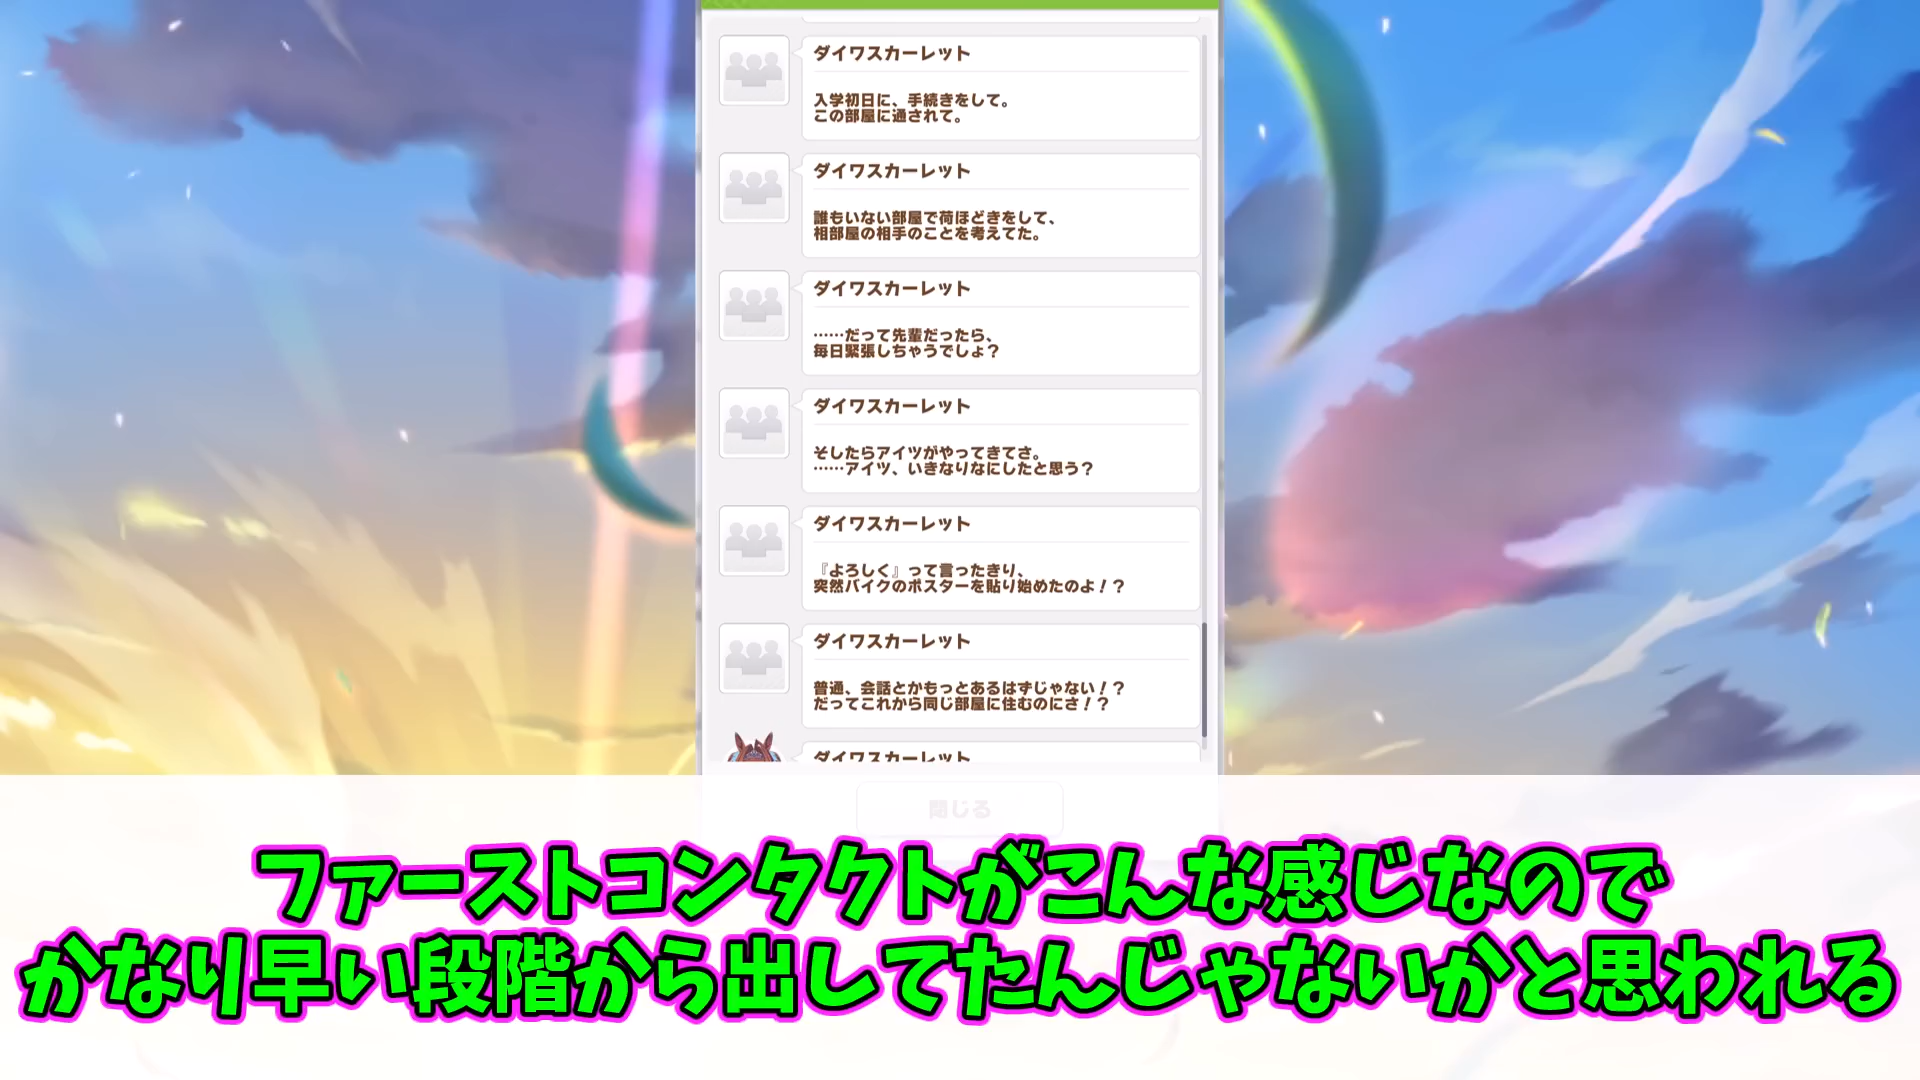 ダイワスカーレット
入学初日に、手続きをして。
この部屋に通されて。
ダイワスカーレット
誰もいない部屋で荷ほどきをして、
相部屋の相手のことを考えてた。
ダイワスカーレット
……だって先輩だったら、
毎日緊張しちゃうでしょ？
ダイワスカーレット
そしたらアイツがやってきてさ。
……アイツ、いきなりなにしたと思う？
ダイワスカーレット
『よろしく』って言ったきり、
突然バイクのポスターを貼り始めたのよ！？
ダイワスカーレット
普通、会話とかもっとあるはずじゃない！？
だってこれから同じ部屋に住むのにさ！？
ダイワスカーレット
閉じる
ファーストコンタクトがこんな感じなので
かなり早い段階から出してたんじゃないかと思われる